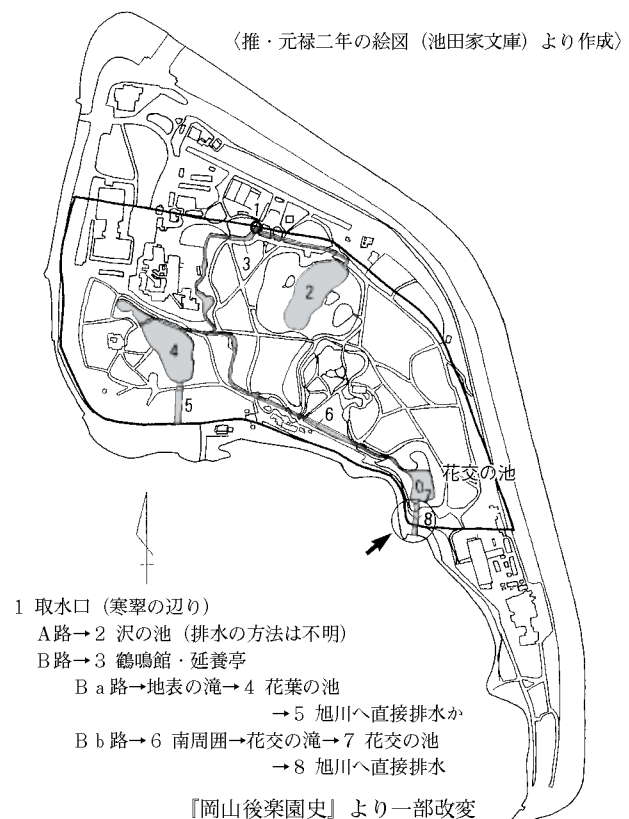 〈推・元禄二年の絵図（池田家文庫）より作成〉
1
3
2
4
5
6
花交の池
7
8
1 取水口（寒翠の辺り）
A路→2 沢の池（排水の方法は不明）
B路→3 鶴鳴館・延養亭
Ｂａ路→地表の滝→4 花葉の池
→5 旭川へ直接排水か
Ｂｂ路→6 南周囲→花交の滝→7 花交の池
→8 旭川へ直接排水
『岡山後楽園史』より一部改変